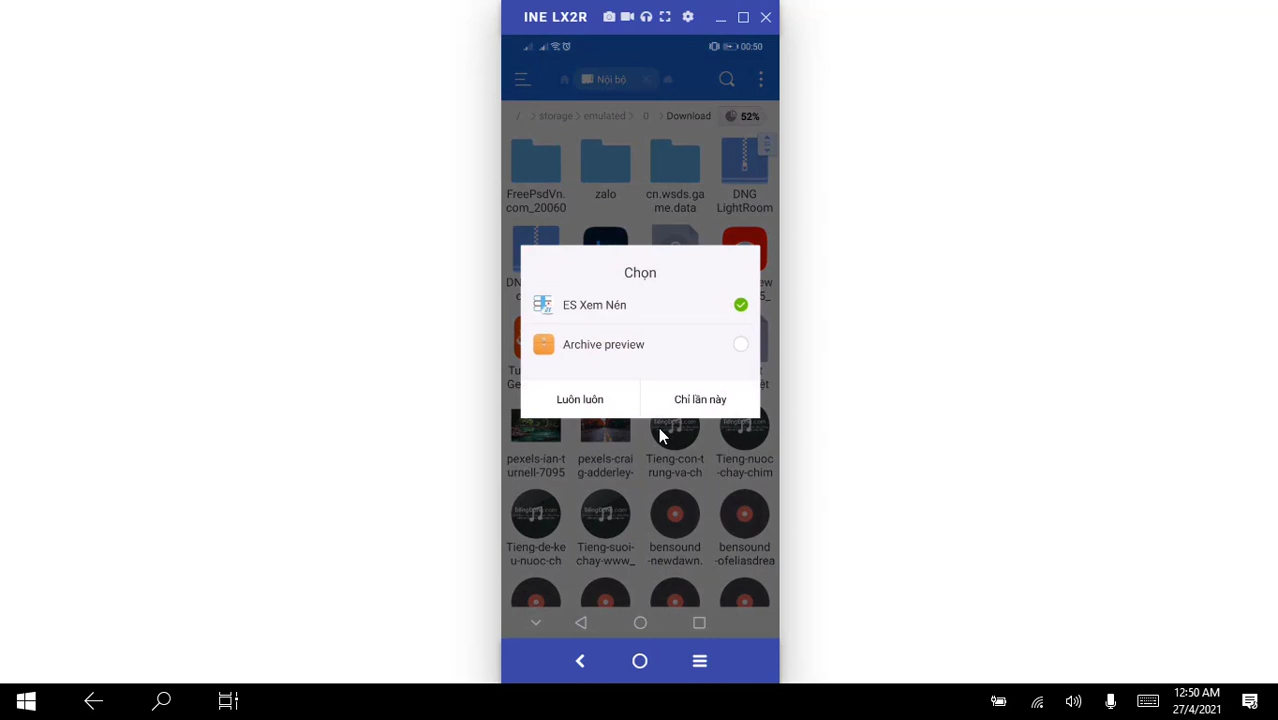 INE LX2R
00:50
Nội bộ
/ storage emulated 0 Download 52%
FreePsdVn.
com_20060
zalo
cn.wsds.ga
me.data
DNG
LightRoom
Chọn
ES Xem Nén
Archive preview
Luôn luôn
Chỉ lần này
pexels-ian-t
urnell-7095
pexels-crai
g-adderley-
Tieng-con-t
rung-va-ch
Tieng-nuoc
-chay-chim
Tieng-de-ke
u-nuoc-ch
Tieng-suoi-
chay-www_
bensound
-newdawn.
bensound
-ofeliasdrea
12:50 AM
27/4/2021